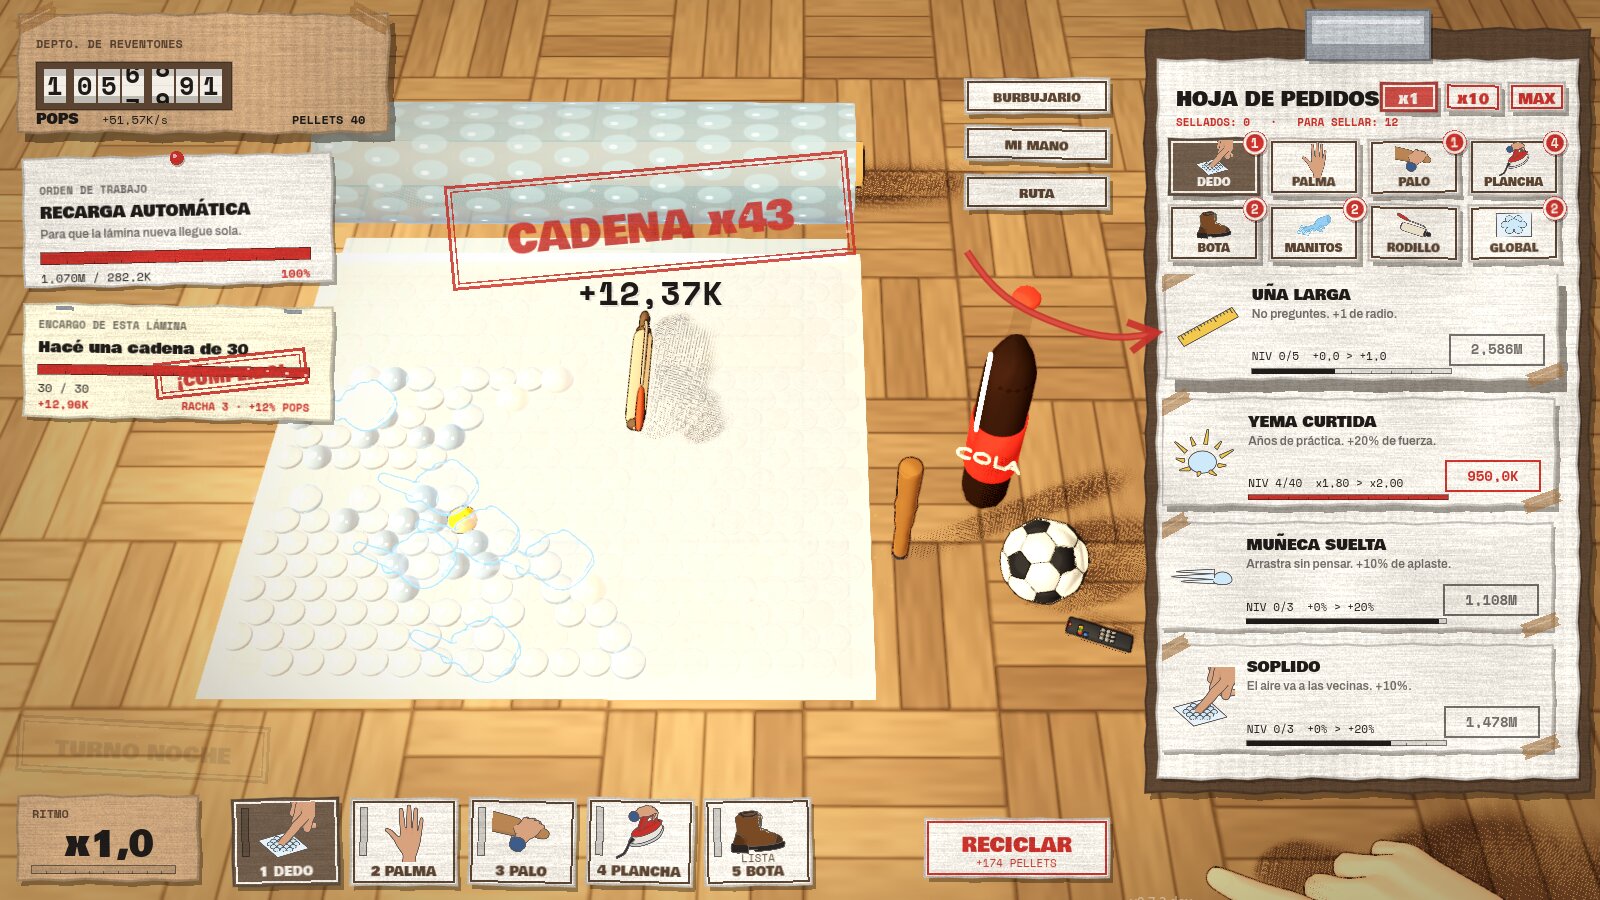 DEPTO. DE REVENTONES
POPS +51,57K/s PELLETS 40
ORDEN DE TRABAJO
RECARGA AUTOMÁTICA
Para que la lámina nueva llegue sola.
1,070M / 282.2K 100%
ENCARGO DE ESTA LÁMINA
Hacé una cadena de 30
30 / 30
+12,96K RACHA 3 · +12% POPS
CADENA x43
+12,37K
COLA
TURNO NOCHE
RITMO
x1,0
1 DEDO
2 PALMA
3 PALO
4 PLANCHA
LISTA
5 BOTA
RECICLAR
+174 PELLETS
BURBUJARIO
MI MANO
RUTA
HOJA DE PEDIDOS x1 x10 MAX
SELLADOS: 0 · PARA SELLAR: 12
DEDO 1
PALMA
PALO 1
PLANCHA 4
BOTA 2
MANITOS 2
RODILLO
GLOBAL 2
UÑA LARGA
No preguntes. +1 de radio.
NIV 0/5 +0,0 > +1,0
2,586M
YEMA CURTIDA
Años de práctica. +20% de fuerza.
NIV 4/40 x1,80 > x2,00
950.0K
MUÑECA SUELTA
Arrastra sin pensar. +10% de aplaste.
NIV 0/3 +0% > +20%
1,108M
SOPLIDO
El aire va a las vecinas. +10%.
NIV 0/3 +0% > +20%
1,478M